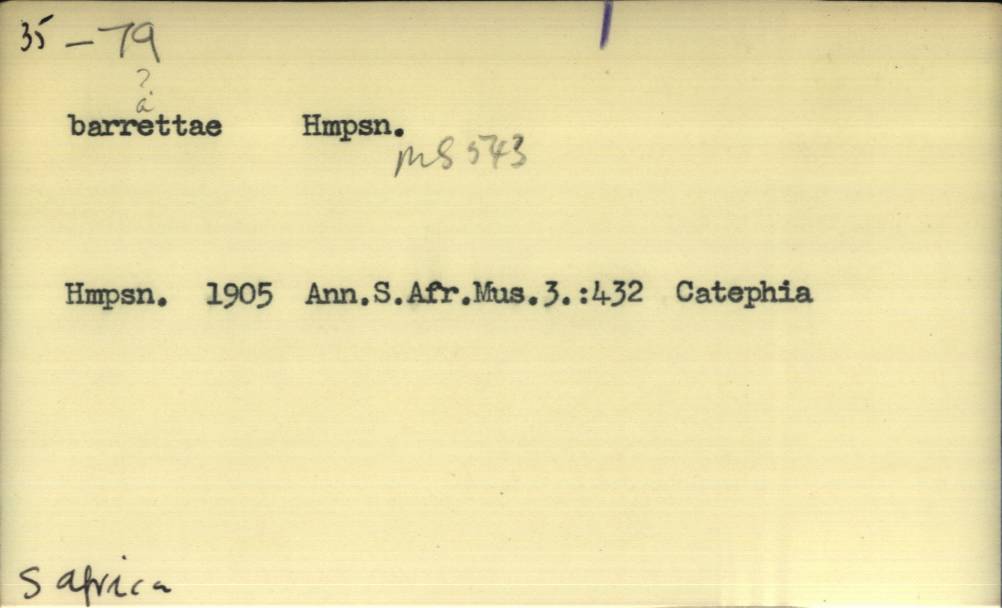 35 - 79
?
a
barrettae Hmpsn.
MS 543
Hmpsn. 1905 Ann.S.Afr.Mus.3.:432 Catephia
S africa